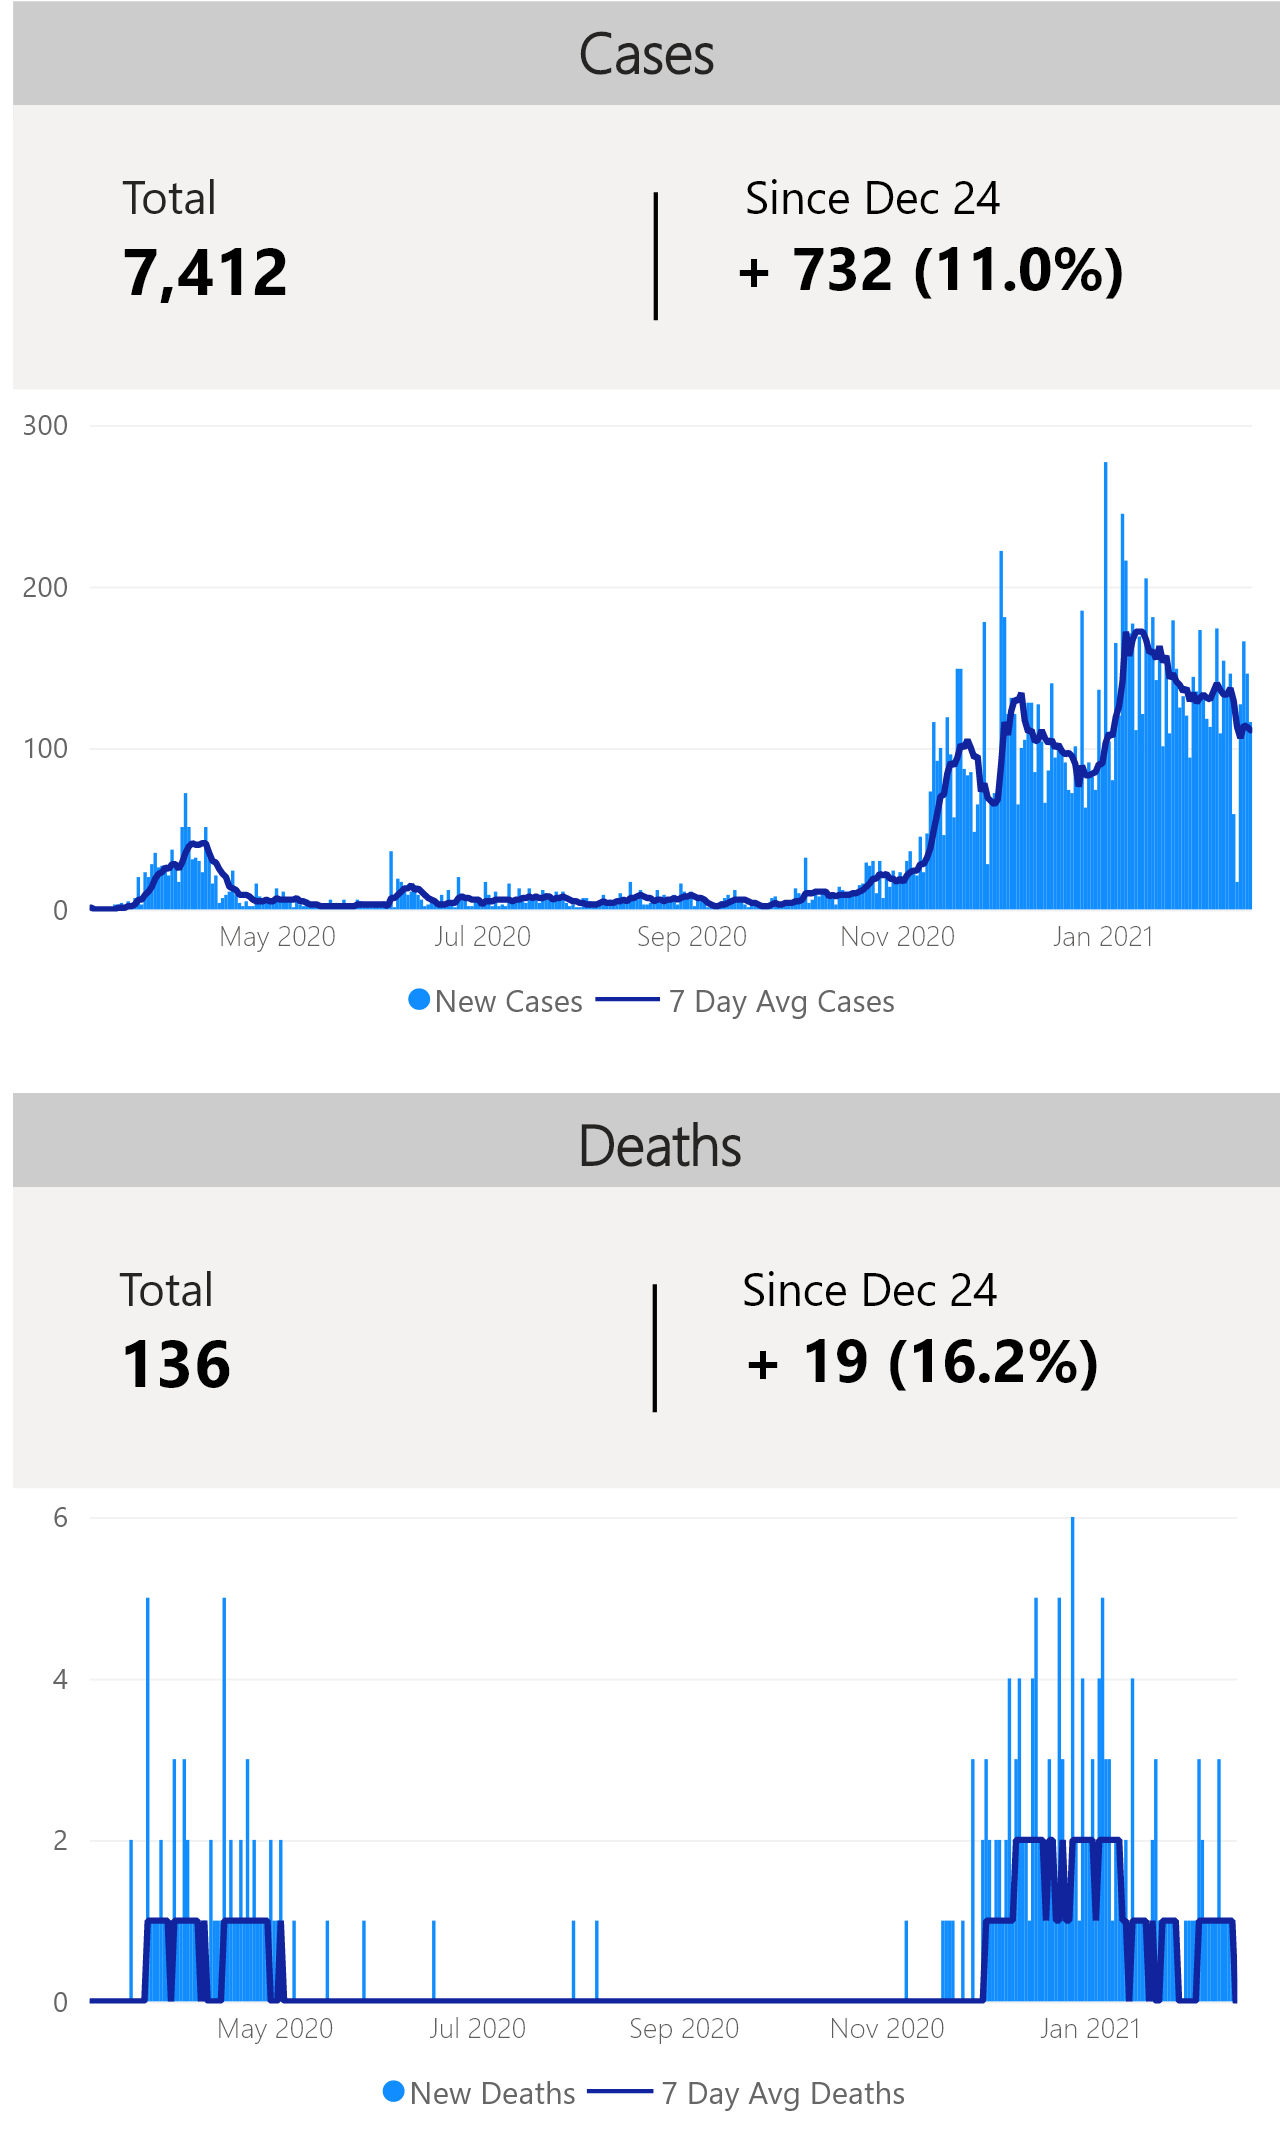 Cases
Total
Since Dec 24
7,412
+ 732 (11.0%)
300
200
100
0
May 2020
Jul 2020
Sep 2020
Nov 2020
Jan 2021
New Cases
7 Day Avg Cases
Deaths
Total
Since Dec 24
136
+ 19 (16.2%)
6
4
2
0
May 2020
Jul 2020
Sep 2020
Nov 2020
Jan 2021
New Deaths
7 Day Avg Deaths